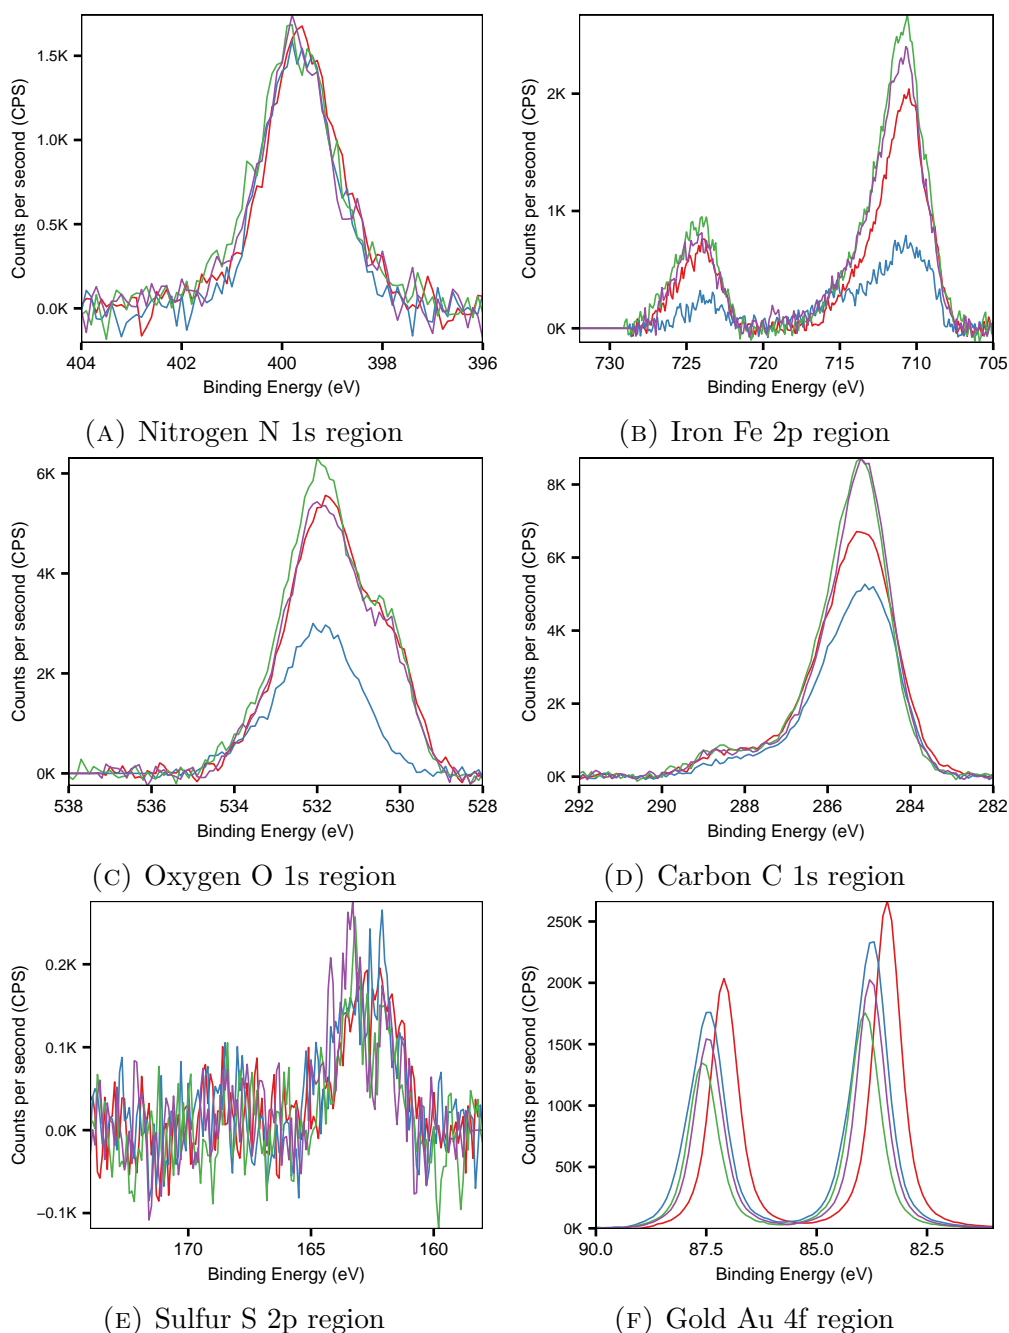 Counts per second (CPS)
1.5K
1.0K
0.5K
0.0K
404 402 400 398 396
Binding Energy (eV)
(A) Nitrogen N 1s region
Counts per second (CPS)
2K
1K
0K
730 725 720 715 710 705
Binding Energy (eV)
(B) Iron Fe 2p region
Counts per second (CPS)
6K
4K
2K
0K
538 536 534 532 530 528
Binding Energy (eV)
(C) Oxygen O 1s region
Counts per second (CPS)
8K
6K
4K
2K
0K
292 290 288 286 284 282
Binding Energy (eV)
(D) Carbon C 1s region
Counts per second (CPS)
0.2K
0.1K
0.0K
−0.1K
170 165 160
Binding Energy (eV)
(E) Sulfur S 2p region
Counts per second (CPS)
250K
200K
150K
100K
50K
0K
90.0 87.5 85.0 82.5
Binding Energy (eV)
(F) Gold Au 4f region